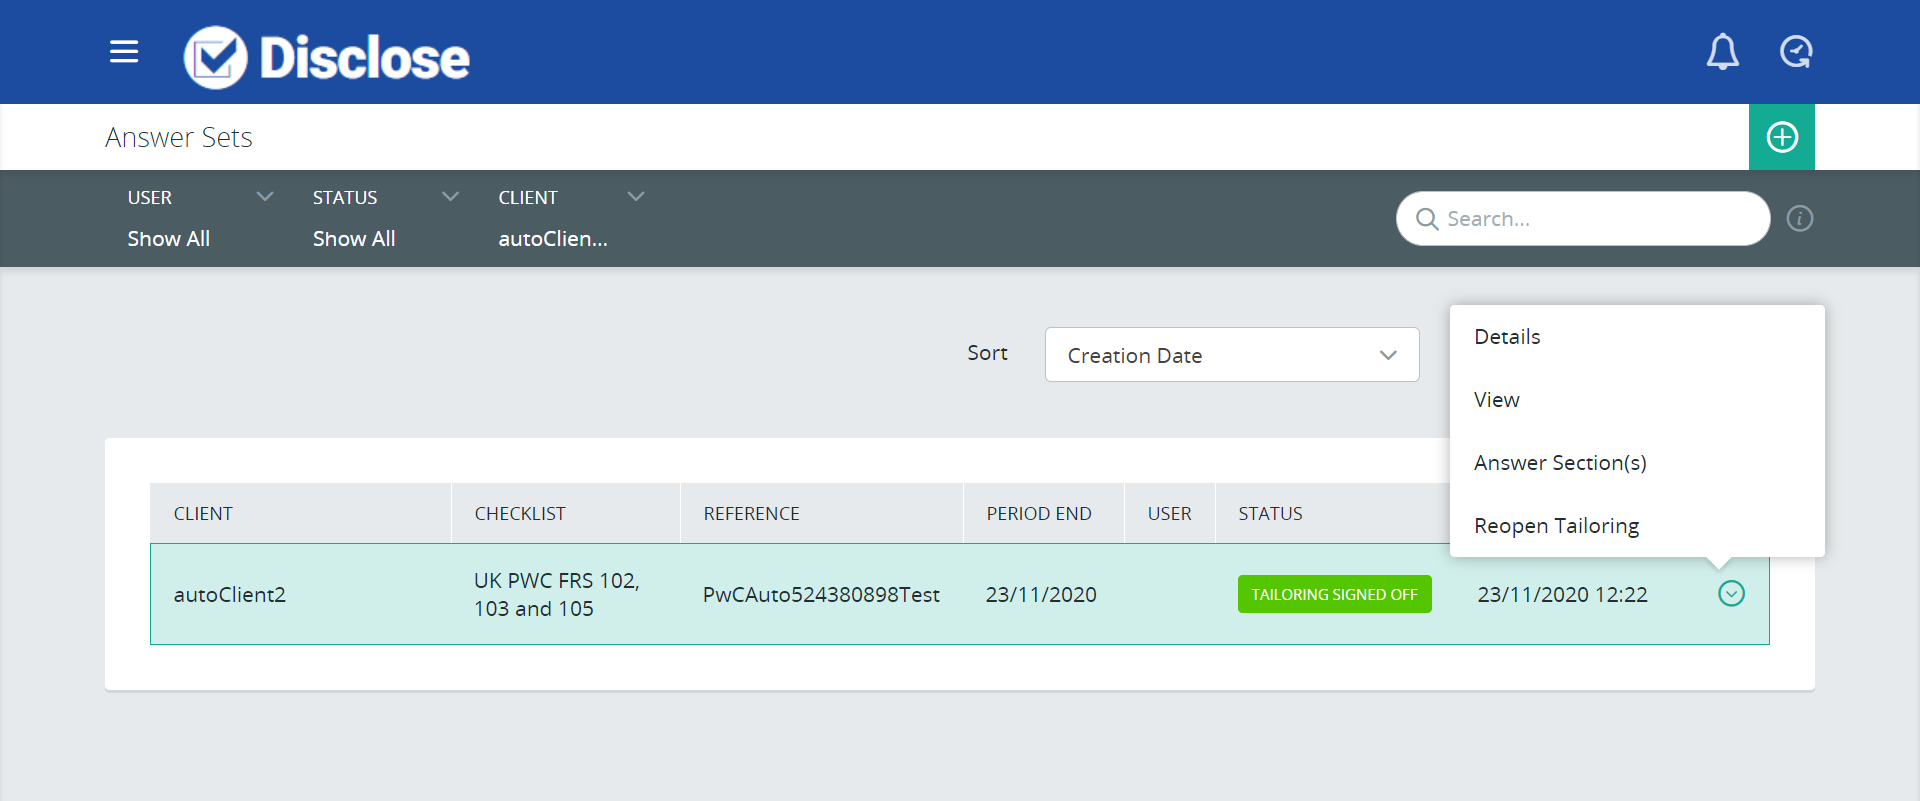 Disclose
Answer Sets
USER
Show All
STATUS
Show All
CLIENT
autoClien...
Search...
Sort
Creation Date
Details
View
Answer Section(s)
Reopen Tailoring
CLIENT CHECKLIST REFERENCE PERIOD END USER STATUS
autoClient2
UK PWC FRS 102,
103 and 105
PwCAuto524380898Test
23/11/2020
TAILORING SIGNED OFF
23/11/2020 12:22